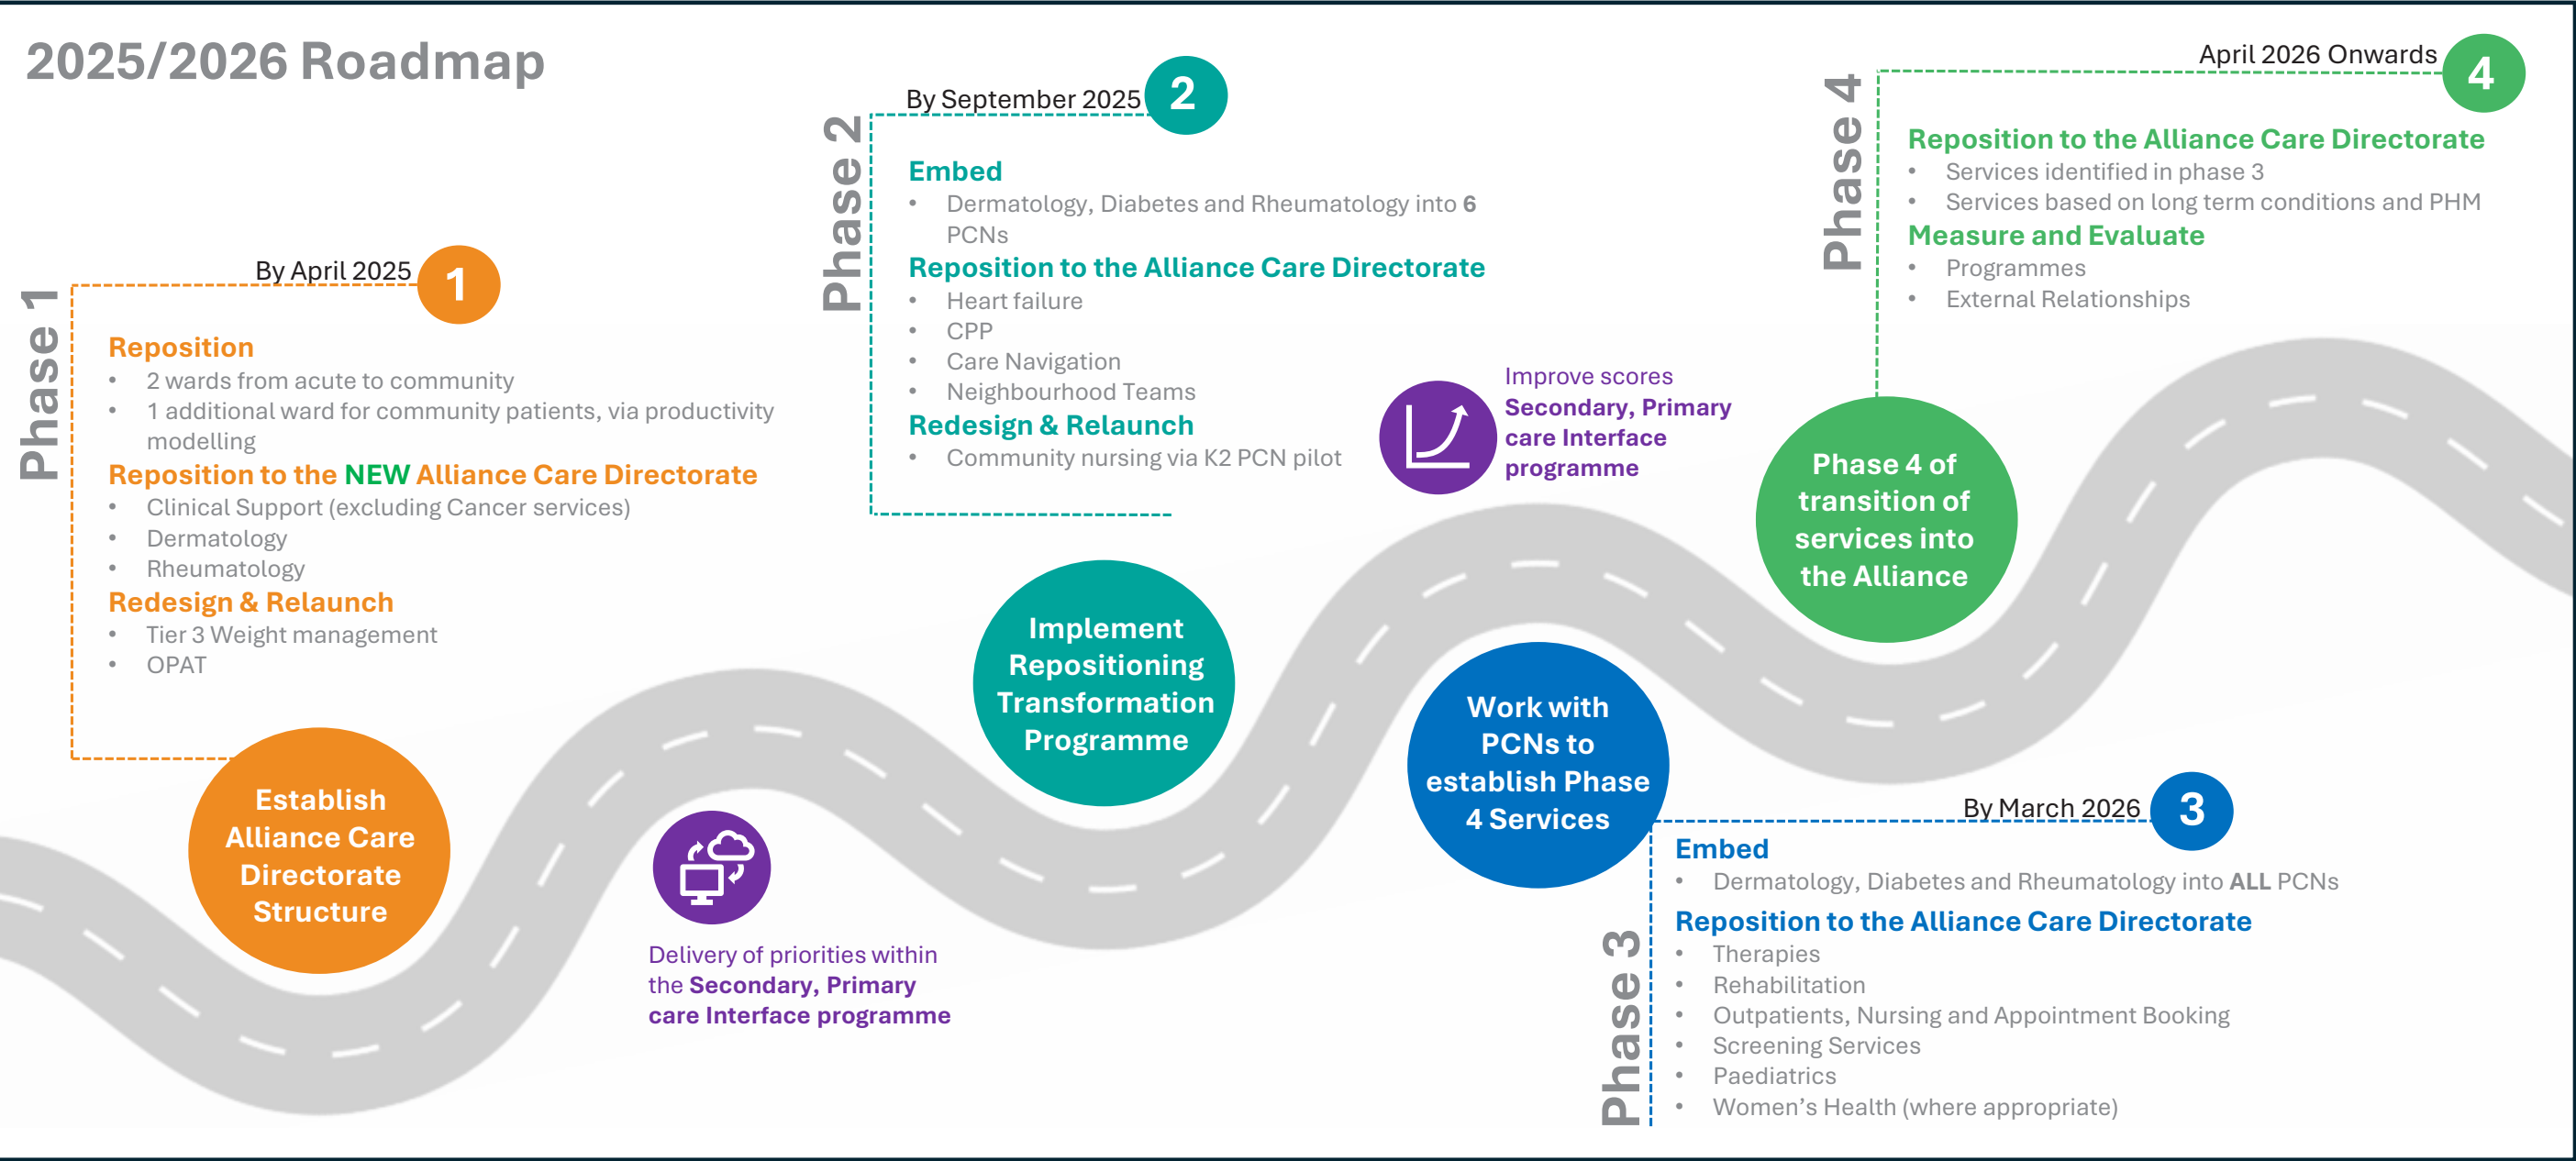 2025/2026 Roadmap
Phase 1
By April 2025
1
Reposition
• 2 wards from acute to community
• 1 additional ward for community patients, via productivity
modelling
Reposition to the NEW Alliance Care Directorate
• Clinical Support (excluding Cancer services)
• Dermatology
• Rheumatology
Redesign & Relaunch
• Tier 3 Weight management
• OPAT
Establish
Alliance Care
Directorate
Structure
Delivery of priorities within
the Secondary, Primary
care Interface programme
Phase 2
By September 2025
2
Embed
• Dermatology, Diabetes and Rheumatology into 6
PCNs
Reposition to the Alliance Care Directorate
• Heart failure
• CPP
• Care Navigation
• Neighbourhood Teams
Redesign & Relaunch
• Community nursing via K2 PCN pilot
Implement
Repositioning
Transformation
Programme
Improve scores
Secondary, Primary
care Interface
programme
Work with
PCNs to
establish Phase
4 Services
Phase 3
By March 2026
3
Embed
• Dermatology, Diabetes and Rheumatology into ALL PCNs
Reposition to the Alliance Care Directorate
• Therapies
• Rehabilitation
• Outpatients, Nursing and Appointment Booking
• Screening Services
• Paediatrics
• Women’s Health (where appropriate)
Phase 4
April 2026 Onwards
4
Reposition to the Alliance Care Directorate
• Services identified in phase 3
• Services based on long term conditions and PHM
Measure and Evaluate
• Programmes
• External Relationships
Phase 4 of
transition of
services into
the Alliance